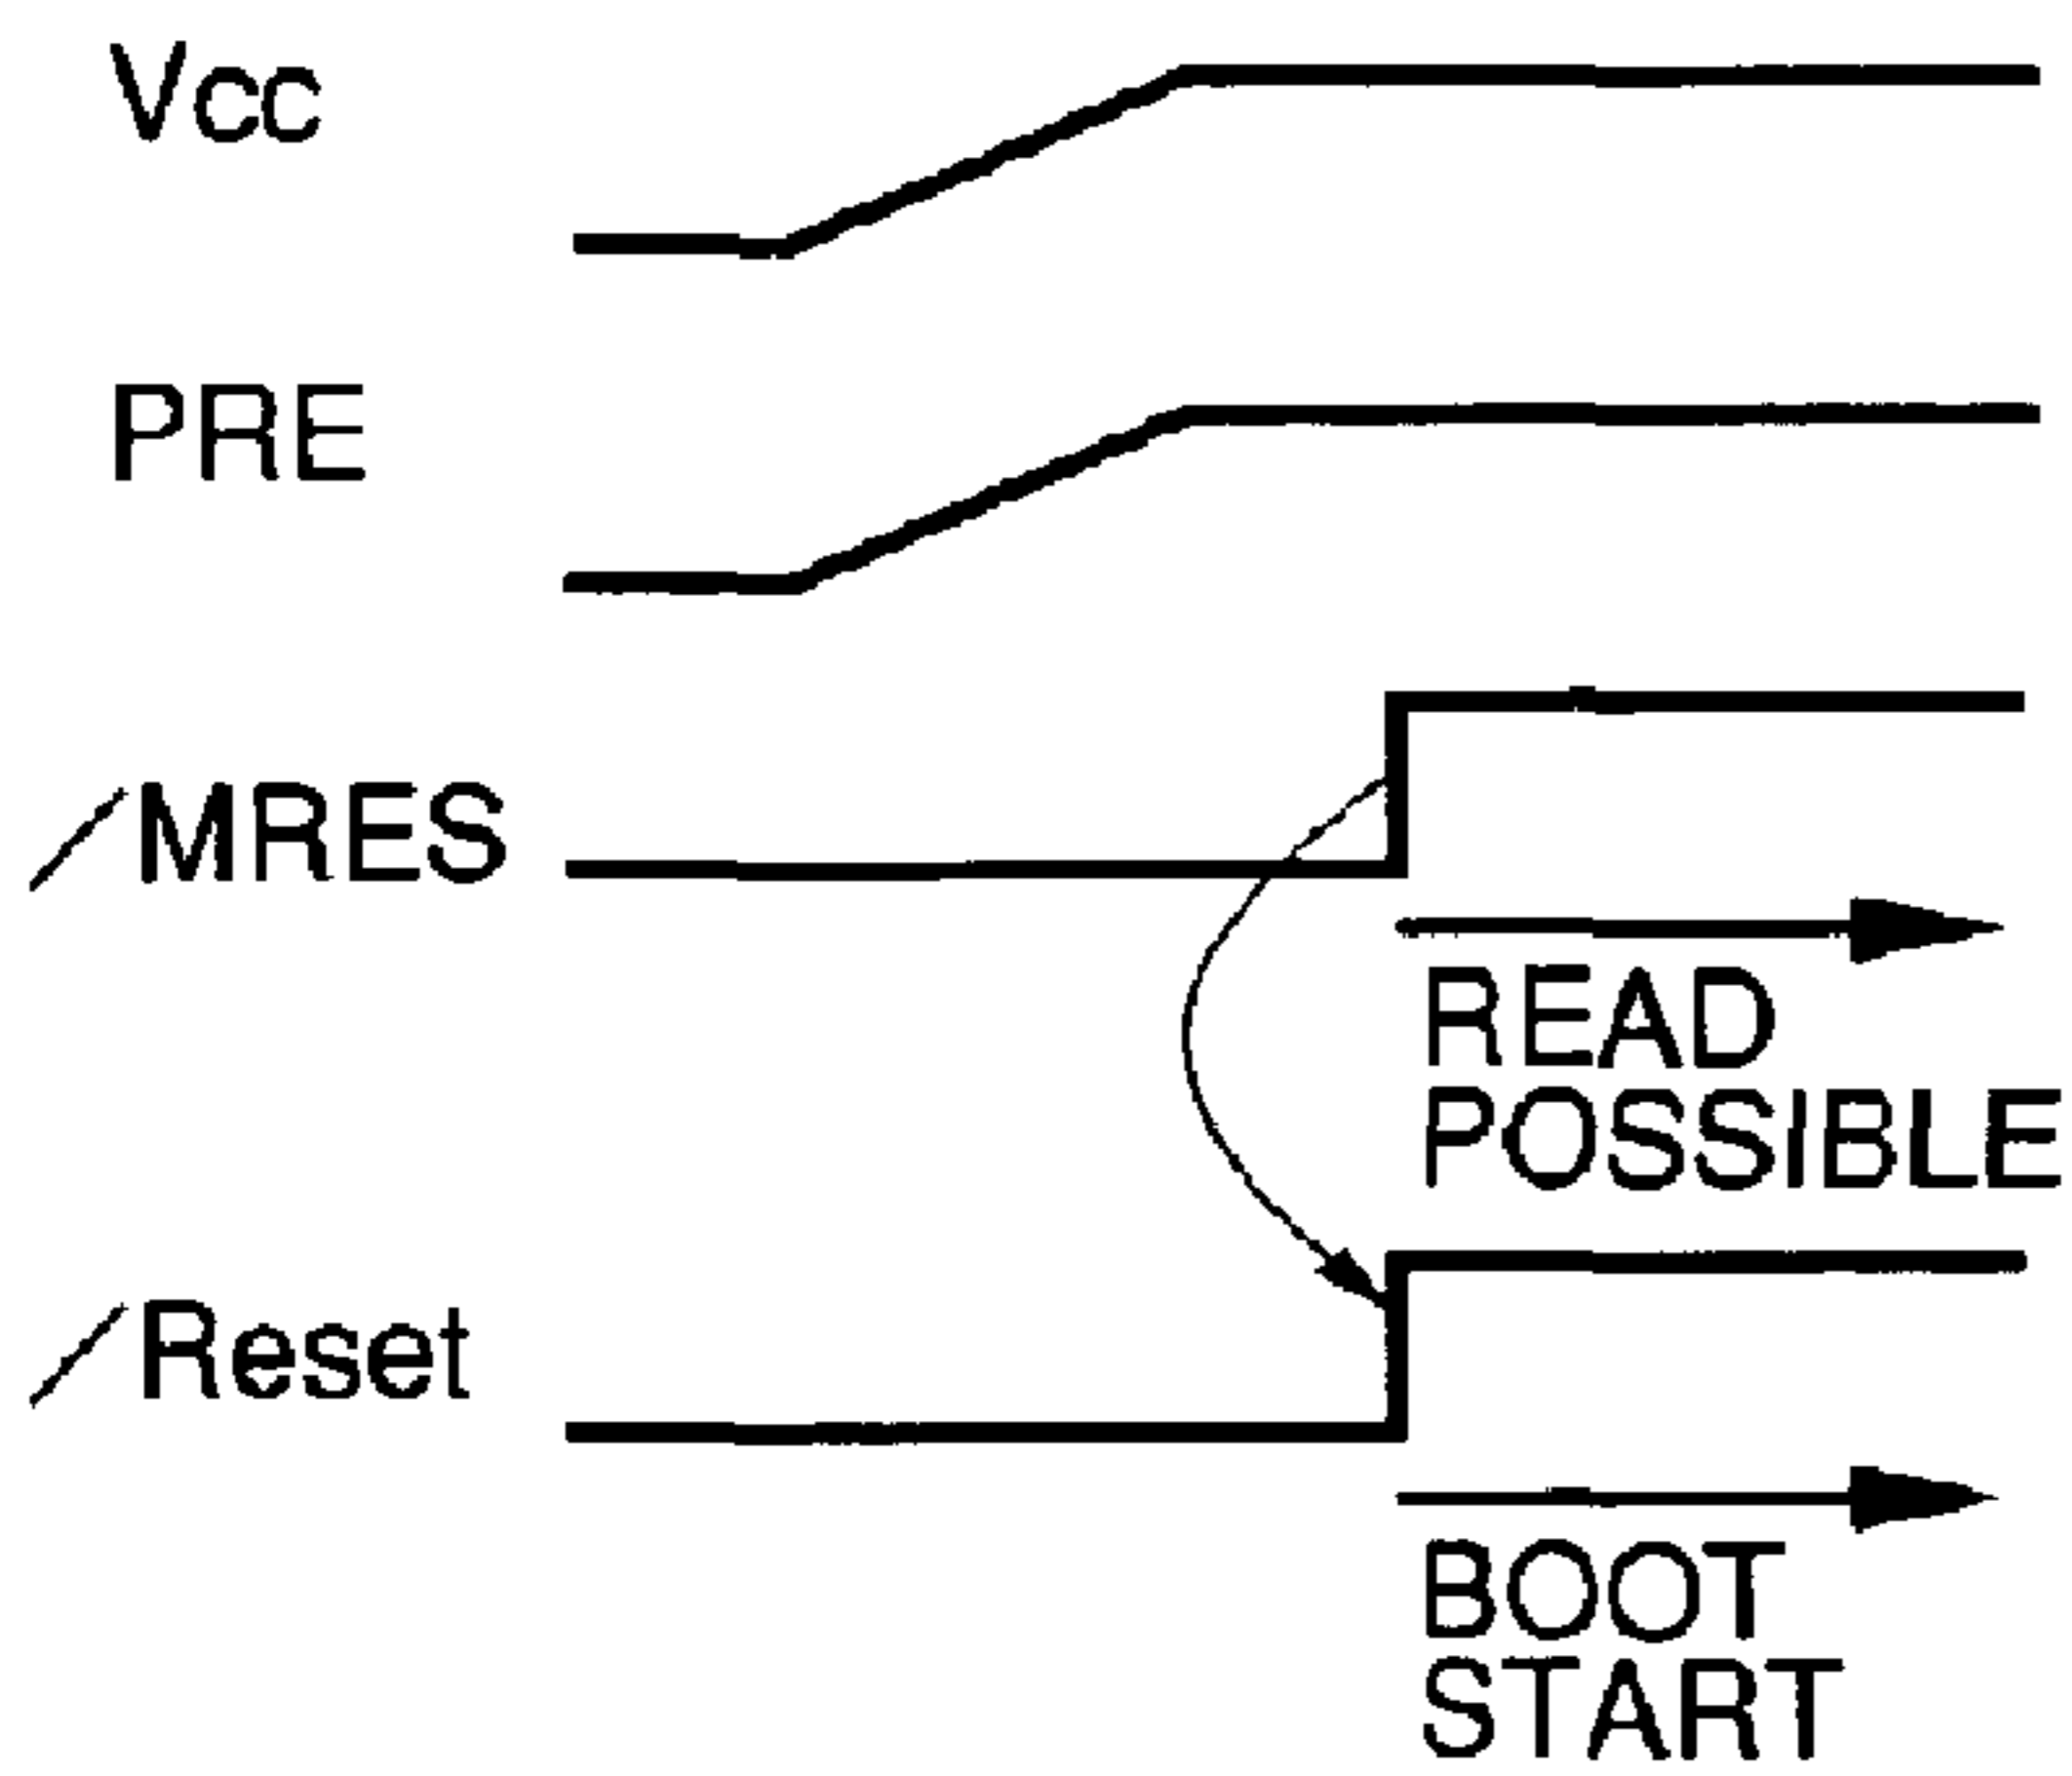 Vcc
PRE
/MRES
READ
POSSIBLE
/Reset
BOOT
START